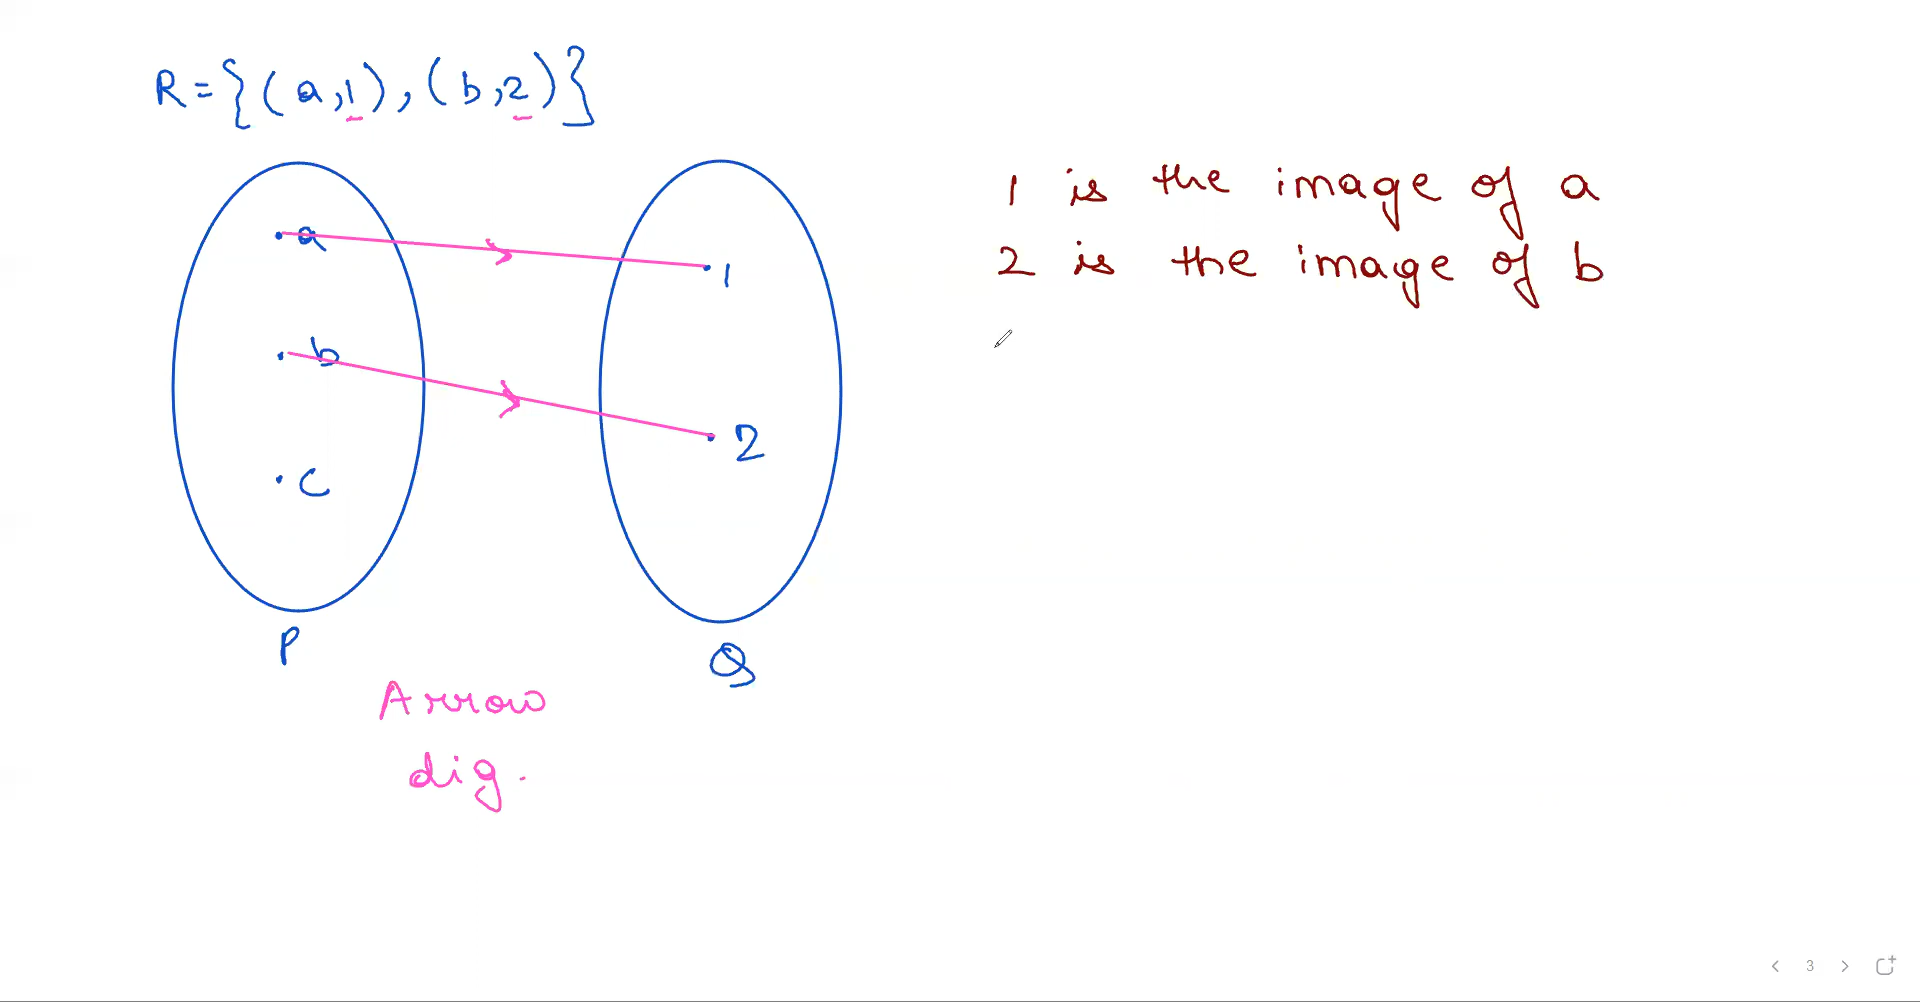 R = {(a,1), (b,2)}
1 is the image of a
2 is the image of b
a
1
b
2
c
P
Q
Arrow
dig.
3